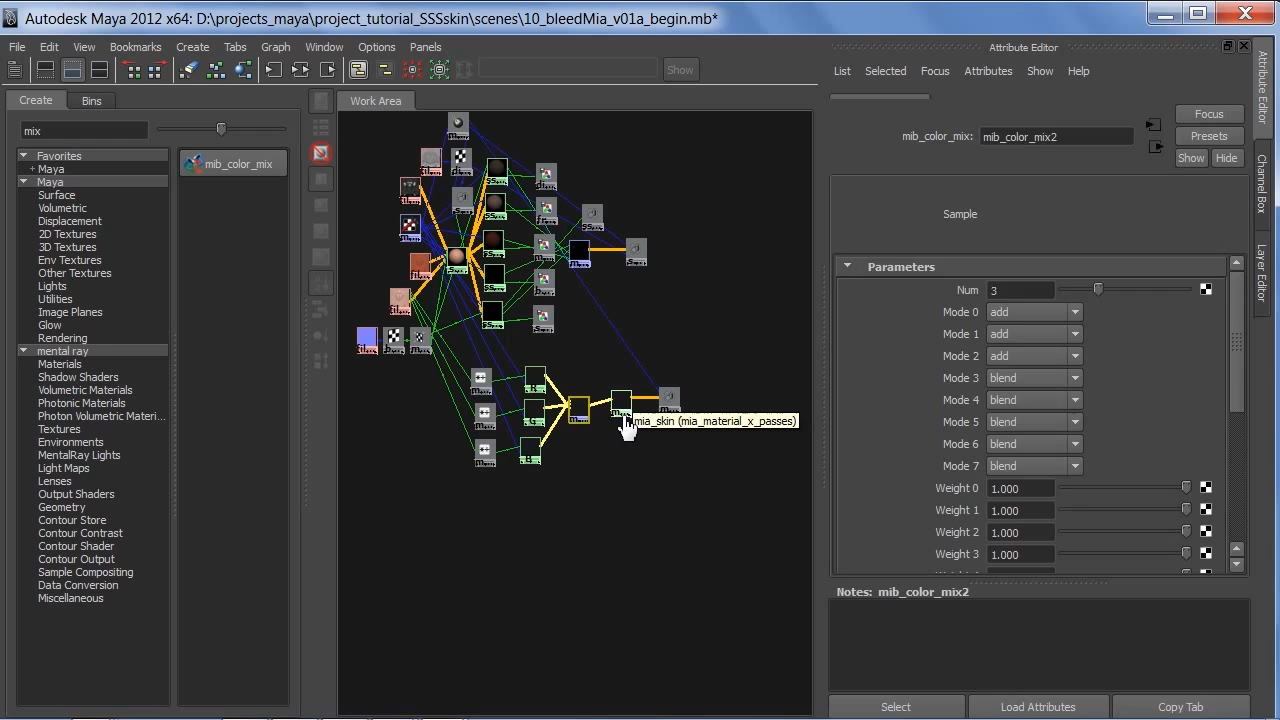 Autodesk Maya 2012 x64: D:\projects_maya\project_tutorial_SSSskin\scenes\10_bleedMia_v01a_begin.mb*
File Edit View Bookmarks Create Tabs Graph Window Options Panels
Show
Create Bins
mix
Favorites
+ Maya
Maya
Surface
Volumetric
Displacement
2D Textures
3D Textures
Env Textures
Other Textures
Lights
Utilities
Image Planes
Glow
Rendering
mental ray
Materials
Shadow Shaders
Volumetric Materials
Photonic Materials
Photon Volumetric Materi...
Textures
Environments
MentalRay Lights
Light Maps
Lenses
Output Shaders
Geometry
Contour Store
Contour Contrast
Contour Shader
Contour Output
Sample Compositing
Data Conversion
Miscellaneous
mib_color_mix
Work Area
mia_skin (mia_material_x_passes)
Attribute Editor
List Selected Focus Attributes Show Help
mib_color_mix: mib_color_mix2
Focus
Presets
Show Hide
Sample
Parameters
Num 3
Mode 0 add
Mode 1 add
Mode 2 add
Mode 3 blend
Mode 4 blend
Mode 5 blend
Mode 6 blend
Mode 7 blend
Weight 0 1.000
Weight 1 1.000
Weight 2 1.000
Weight 3 1.000
Notes: mib_color_mix2
Select Load Attributes Copy Tab
Attribute Editor
Channel Box
Layer Editor